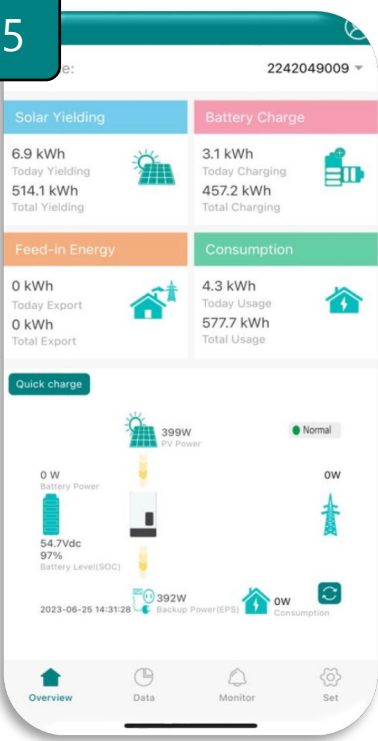 5
e:
2242049009
Solar Yielding
Battery Charge
6.9 kWh
Today Yielding
514.1 kWh
Total Yielding
3.1 kWh
Today Charging
457.2 kWh
Total Charging
Feed-in Energy
Consumption
0 kWh
Today Export
0 kWh
Total Export
4.3 kWh
Today Usage
577.7 kWh
Total Usage
Quick charge
399W
PV Power
Normal
0 W
Battery Power
0W
54.7Vdc
97%
Battery Level(SOC)
2023-06-25 14:31:28
392W
Backup Power(EPS)
0W
Consumption
Overview
Data
Monitor
Set